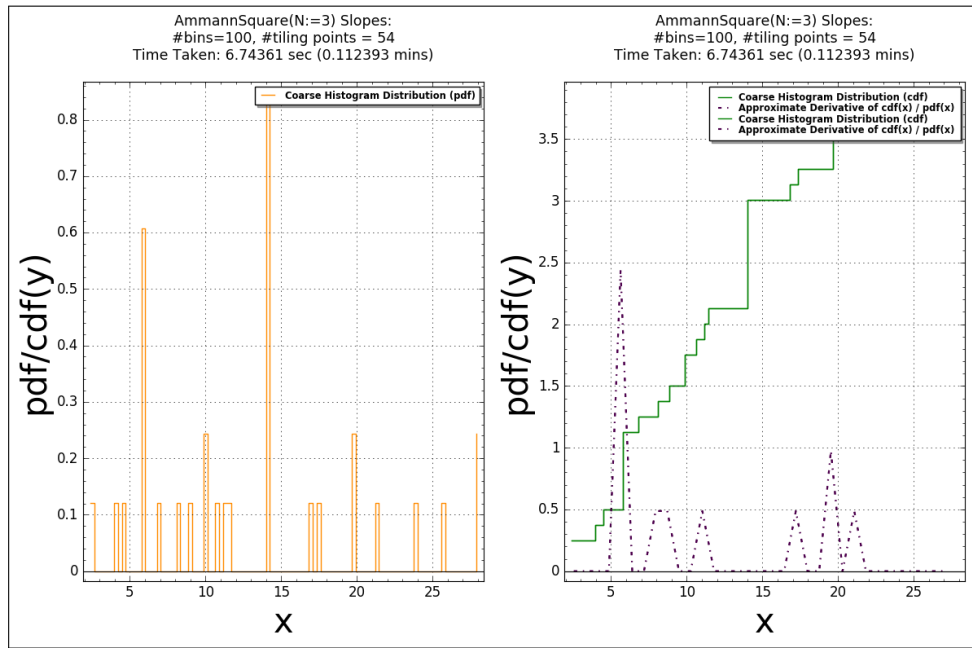 AmmannSquare(N:=3) Slopes:
#bins=100, #tiling points = 54
Time Taken: 6.74361 sec (0.112393 mins)
Coarse Histogram Distribution (pdf)
0.8
0.7
0.6
0.5
0.4
0.3
0.2
0.1
0
pdf/cdf(y)
5
10
15
20
25
x
AmmannSquare(N:=3) Slopes:
#bins=100, #tiling points = 54
Time Taken: 6.74361 sec (0.112393 mins)
Coarse Histogram Distribution (cdf)
Approximate Derivative of cdf(x) / pdf(x)
Coarse Histogram Distribution (cdf)
Approximate Derivative of cdf(x) / pdf(x)
3.5
3
2.5
2
1.5
1
0.5
0
pdf/cdf(y)
5
10
15
20
25
x